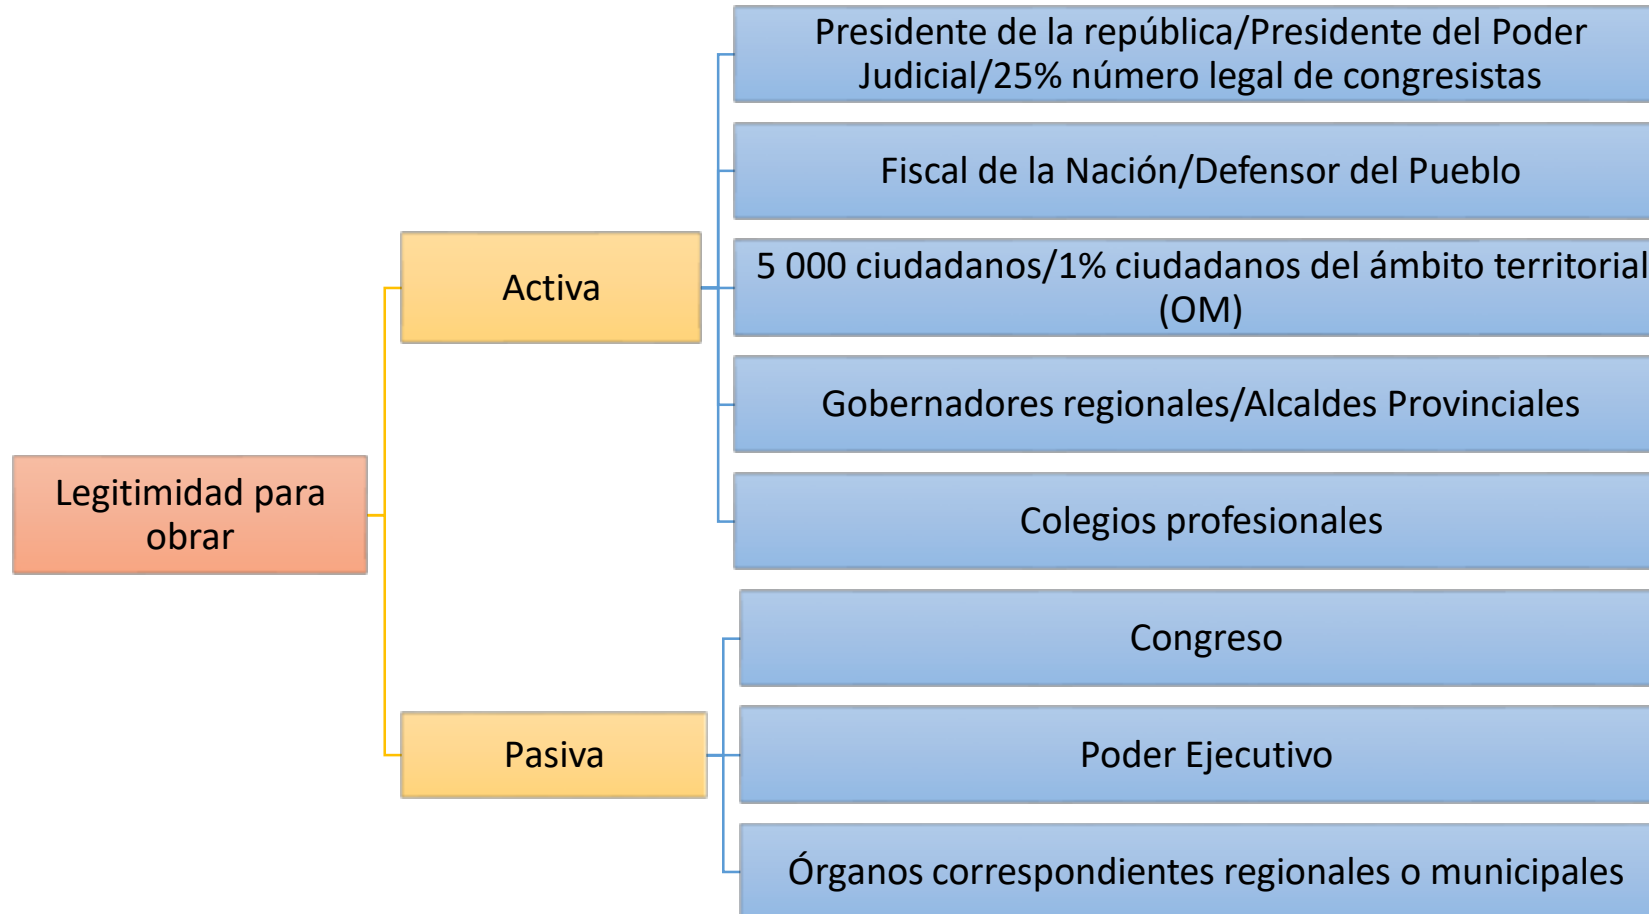 Presidente de la república/Presidente del Poder
Judicial/25% número legal de congresistas
Fiscal de la Nación/Defensor del Pueblo
Activa
5 000 ciudadanos/1% ciudadanos del ámbito territorial
(OM)
Gobernadores regionales/Alcaldes Provinciales
Legitimidad para
obrar
Colegios profesionales
Congreso
Pasiva
Poder Ejecutivo
Órganos correspondientes regionales o municipales